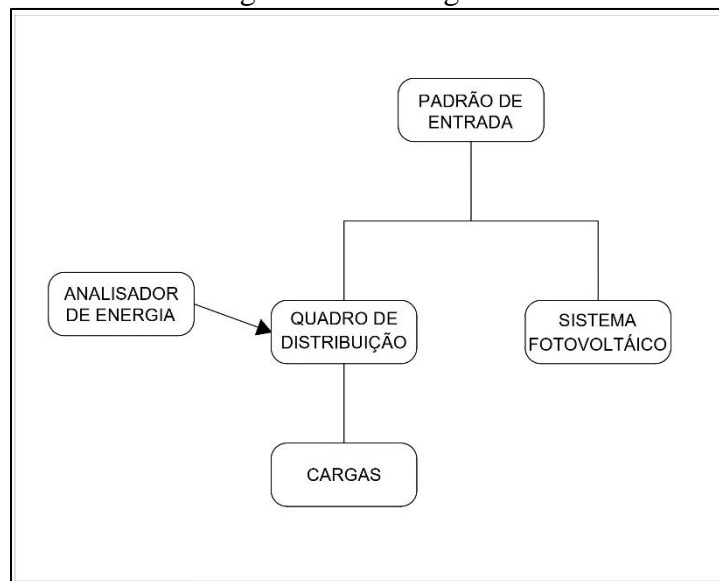 PADRÃO DE
ENTRADA
ANALISADOR
DE ENERGIA
QUADRO DE
DISTRIBUIÇÃO
SISTEMA
FOTOVOLTÁICO
CARGAS